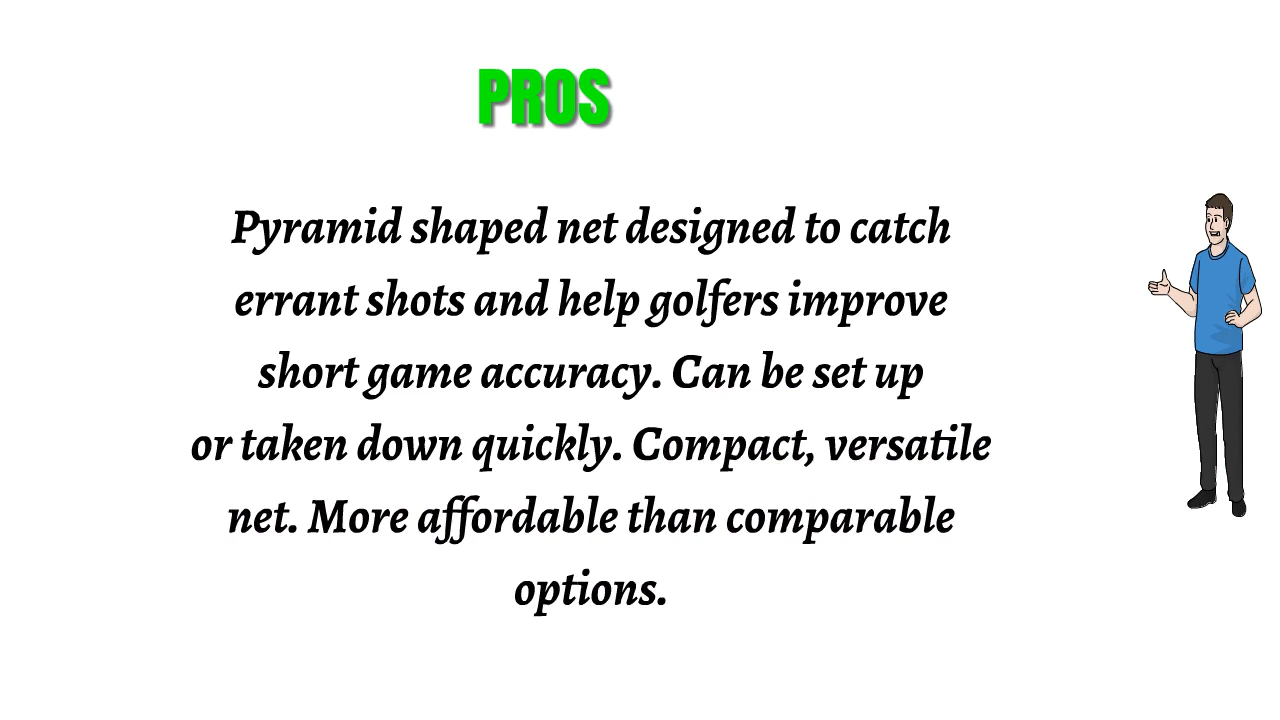 PROS
Pyramid shaped net designed to catch
errant shots and help golfers improve
short game accuracy. Can be set up
or taken down quickly. Compact, versatile
net. More affordable than comparable
options.